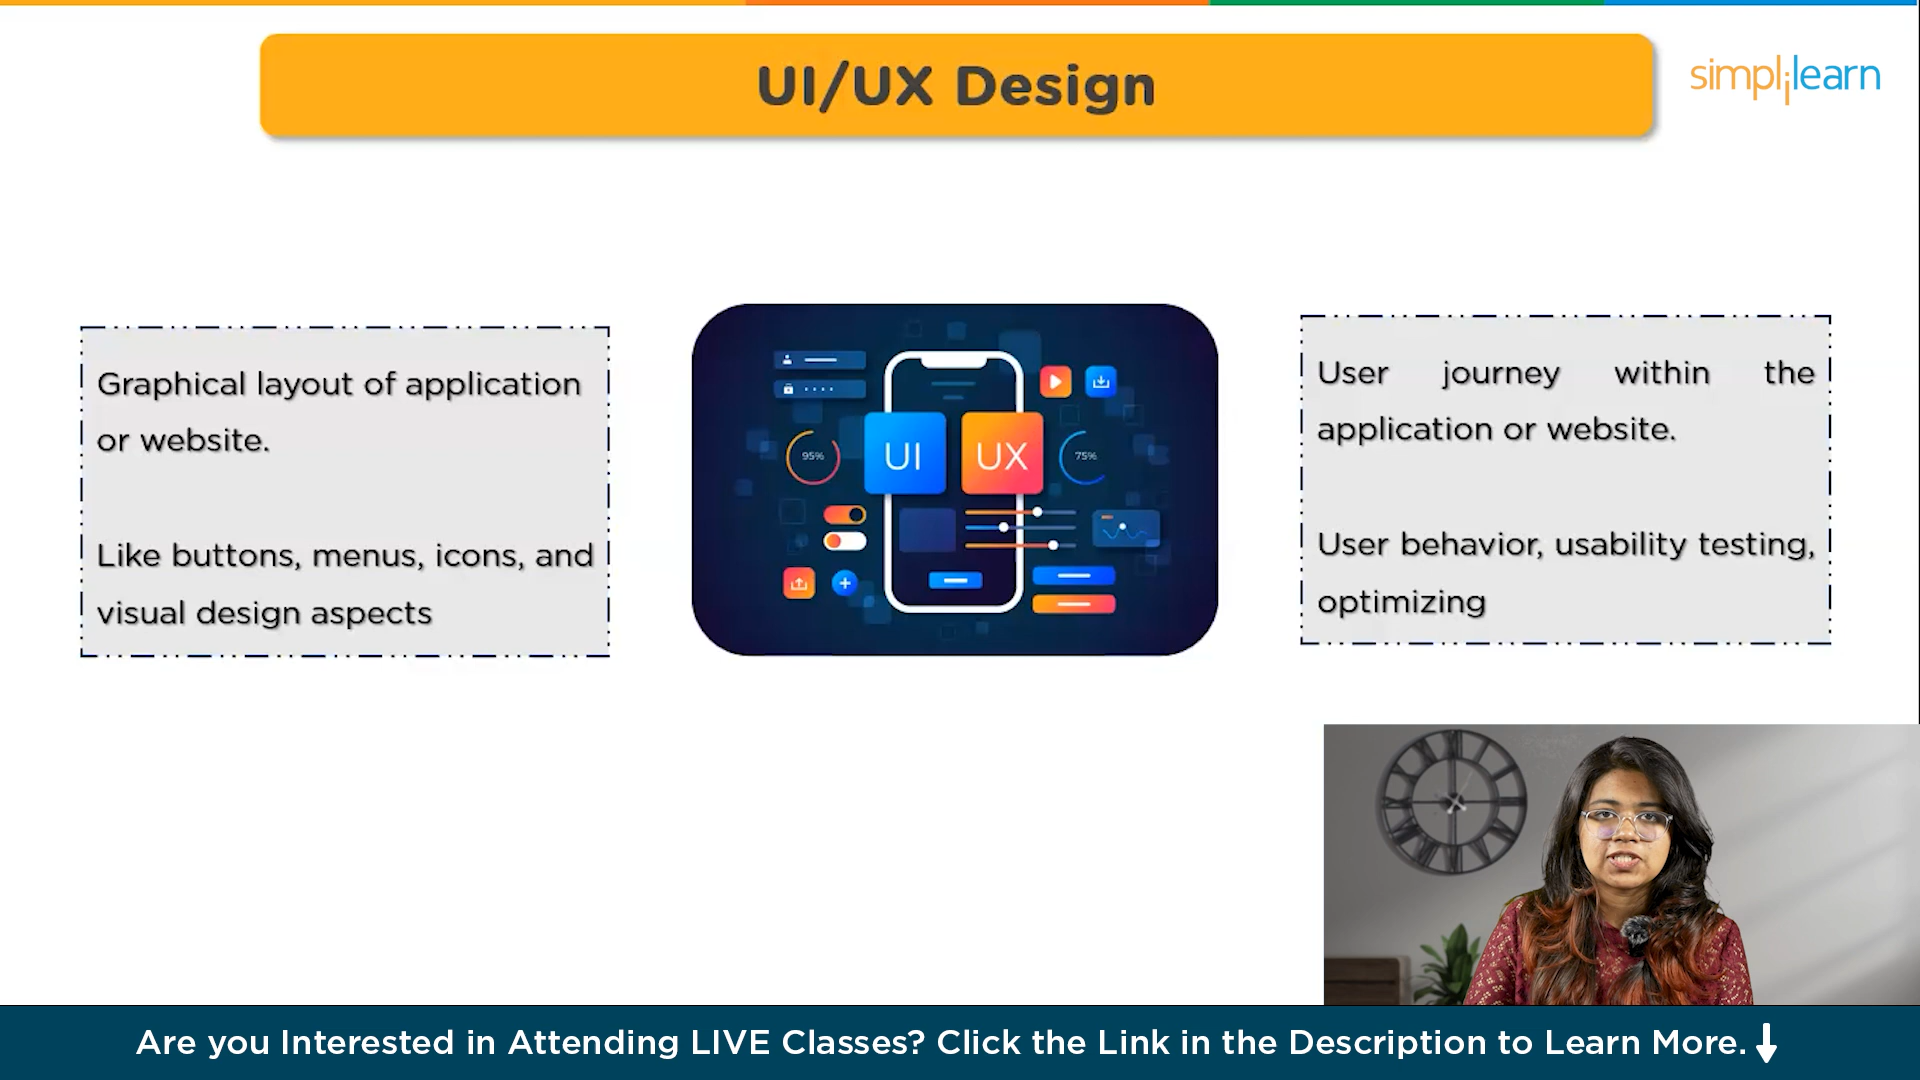 UI/UX Design
simplilearn
Graphical layout of application
or website.
Like buttons, menus, icons, and
visual design aspects
95%
UI
UX
75%
User journey within the
application or website.
User behavior, usability testing,
optimizing
Are you Interested in Attending LIVE Classes? Click the Link in the Description to Learn More.